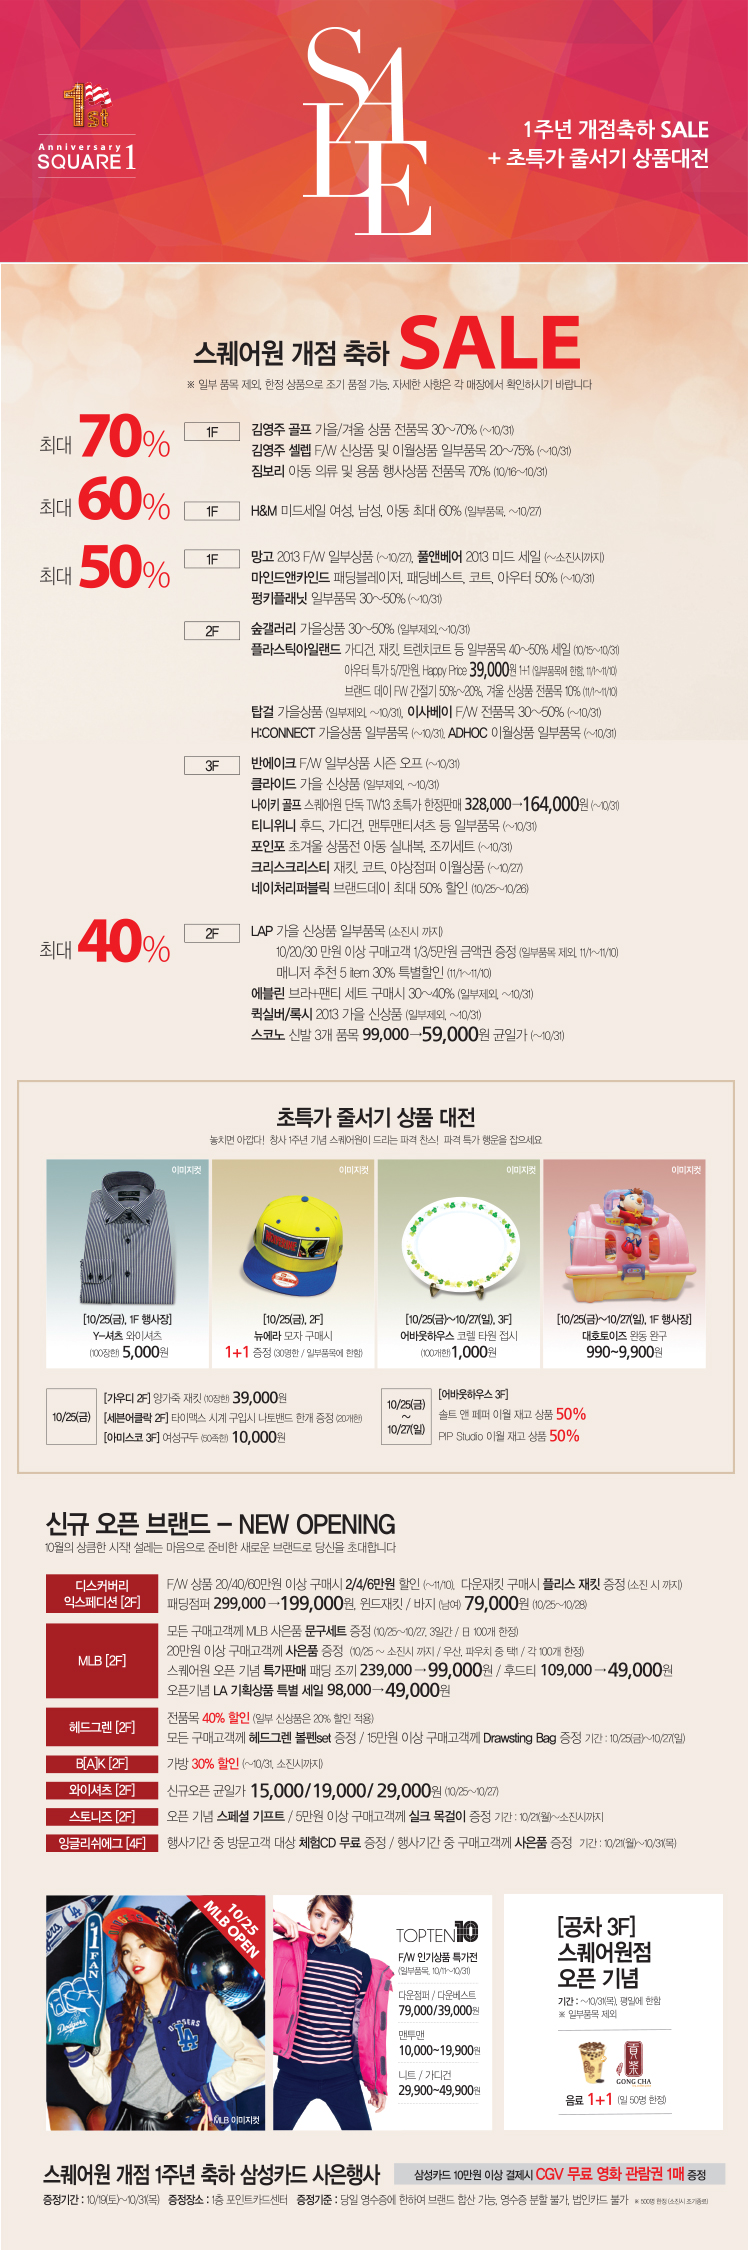 1st
Anniversary
SQUARE 1
SALE
1주년 개점축하 SALE
+ 초특가 줄서기 상품대전
스퀘어원 개점 축하 SALE
※ 일부 품목 제외, 한정 상품으로 조기 품절 가능, 자세한 사항은 각 매장에서 확인하시기 바랍니다
최대 70%
1F
김영주 골프 가을/겨울 상품 전품목 30~70% (~10/31)
김영주 셀렙 F/W 신상품 및 이월상품 일부품목 20~75% (~10/31)
짐보리 아동 의류 및 용품 행사상품 전품목 70% (10/16~10/31)
최대 60%
1F
H&M 미드세일 여성, 남성, 아동 최대 60% (일부품목, ~10/27)
최대 50%
1F
망고 2013 F/W 일부상품 (~10/27), 풀앤베어 2013 미드 세일 (~소진시까지)
마인드앤카인드 패딩블레이저, 패딩베스트, 코트, 아우터 50% (~10/31)
펑키플래닛 일부품목 30~50% (~10/31)
2F
숲갤러리 가을상품 30~50% (일부제외,~10/31)
플라스틱아일랜드 가디건, 재킷, 트렌치코트 등 일부품목 40~50% 세일 (10/15~10/31)
아우터 특가 5/7만원, Happy Price 39,000원 1+1 (일부품목에 한함, 11/1~11/10)
브랜드 데이 FW 간절기 50%~20%, 겨울 신상품 전품목 10% (11/1~11/10)
탑걸 가을상품 (일부제외, ~10/31), 이사베이 F/W 전품목 30~50% (~10/31)
H:CONNECT 가을상품 일부품목 (~10/31), ADHOC 이월상품 일부품목 (~10/31)
3F
반에이크 F/W 일부상품 시즌 오프 (~10/31)
클라이드 가을 신상품 (일부제외, ~10/31)
나이키 골프 스퀘어원 단독 TW13 초특가 한정판매 328,000→164,000원 (~10/31)
티니위니 후드, 가디건, 맨투맨티셔츠 등 일부품목 (~10/31)
포인포 초겨울 상품전 아동 실내복, 조끼세트 (~10/31)
크리스크리스티 재킷, 코트, 야상점퍼 이월상품 (~10/27)
네이처리퍼블릭 브랜드데이 최대 50% 할인 (10/25~10/26)
최대 40%
2F
LAP 가을 신상품 일부품목 (소진시 까지)
10/20/30 만원 이상 구매고객 1/3/5만원 금액권 증정 (일부품목 제외, 11/1~11/10)
매니저 추천 5 item 30% 특별할인 (11/1~11/10)
에블린 브라+팬티 세트 구매시 30~40% (일부제외, ~10/31)
퀵실버/록시 2013 가을 신상품 (일부제외, ~10/31)
스코노 신발 3개 품목 99,000→59,000원 균일가 (~10/31)
초특가 줄서기 상품 대전
놓치면 아깝다! 창사 1주년 기념 스퀘어원이 드리는 파격 찬스! 파격 특가 행운을 잡으세요
이미지컷
이미지컷
이미지컷
이미지컷
[10/25(금), 1F 행사장]
Y-셔츠 와이셔츠
(100장한) 5,000원
[10/25(금), 2F]
뉴에라 모자 구매시
1+1 증정 (30명한 / 일부품목에 한함)
[10/25(금)~10/27(일), 3F]
어바웃하우스 코렐 타원 접시
(100개한) 1,000원
[10/25(금)~10/27(일), 1F 행사장]
대호토이즈 완동 완구
990~9,900원
10/25(금)
[가우디 2F] 양가죽 재킷 (10장한) 39,000원
[세븐어클락 2F] 타이맥스 시계 구입시 나토밴드 한개 증정 (20개한)
[아미스코 3F] 여성구두 (50족한) 10,000원
10/25(금)
~
10/27(일)
[어바웃하우스 3F]
솔트 앤 페퍼 이월 재고 상품 50%
PIP Studio 이월 재고 상품 50%
신규 오픈 브랜드 – NEW OPENING
10월의 상큼한 시작! 설레는 마음으로 준비한 새로운 브랜드로 당신을 초대합니다
디스커버리
익스페디션 [2F]
F/W 상품 20/40/60만원 이상 구매시 2/4/6만원 할인 (~11/10), 다운재킷 구매시 플리스 재킷 증정 (소진 시 까지)
패딩점퍼 299,000→199,000원, 윈드재킷 / 바지 (남여) 79,000원 (10/25~10/28)
MLB [2F]
모든 구매고객께 MLB 사은품 문구세트 증정 (10/25~10/27, 3일간 / 日 100개 한정)
20만원 이상 구매고객께 사은품 증정 (10/25 ~ 소진시 까지 / 우산, 파우치 중 택1 / 각 100개 한정)
스퀘어원 오픈 기념 특가판매 패딩 조끼 239,000→99,000원 / 후드티 109,000→49,000원
오픈기념 LA 기획상품 특별 세일 98,000→49,000원
헤드그렌 [2F]
전품목 40% 할인 (일부 신상품은 20% 할인 적용)
모든 구매고객께 헤드그렌 볼펜set 증정 / 15만원 이상 구매고객께 Drawsting Bag 증정 기간 : 10/25(금)~10/27(일)
B[A]K [2F]
가방 30% 할인 (~10/31, 소진시까지)
와이셔츠 [2F]
신규오픈 균일가 15,000/19,000/29,000원 (10/25~10/27)
스토니즈 [2F]
오픈 기념 스페셜 기프트 / 5만원 이상 구매고객께 실크 목걸이 증정 기간 : 10/21(월)~소진시까지
잉글리쉬에그 [4F]
행사기간 중 방문고객 대상 체험CD 무료 증정 / 행사기간 중 구매고객께 사은품 증정 기간 : 10/21(월)~10/31(목)
10/25
MLB OPEN
#1
FAN
Dodgers
LA
MLB 이미지컷
TOPTEN10
F/W 인기상품 특가전
(일부품목, 10/11~10/31)
다운점퍼 / 다운베스트
79,000/39,000원
맨투맨
10,000~19,900원
니트 / 가디건
29,900~49,900원
[공차 3F]
스퀘어원점
오픈 기념
기간 : ~10/31(목), 평일에 한함
※ 일부품목 제외
貢茶
GONG CHA
음료 1+1 (일 50명 한정)
스퀘어원 개점 1주년 축하 삼성카드 사은행사
삼성카드 10만원 이상 결제시 CGV 무료 영화 관람권 1매 증정
증정기간 : 10/19(토)~10/31(목) 증정장소 : 1층 포인트카드센터 증정기준 : 당일 영수증에 한하여 브랜드 합산 가능, 영수증 분할 불가, 법인카드 불가 ※ 500명 한정 (소진시 조기종료)